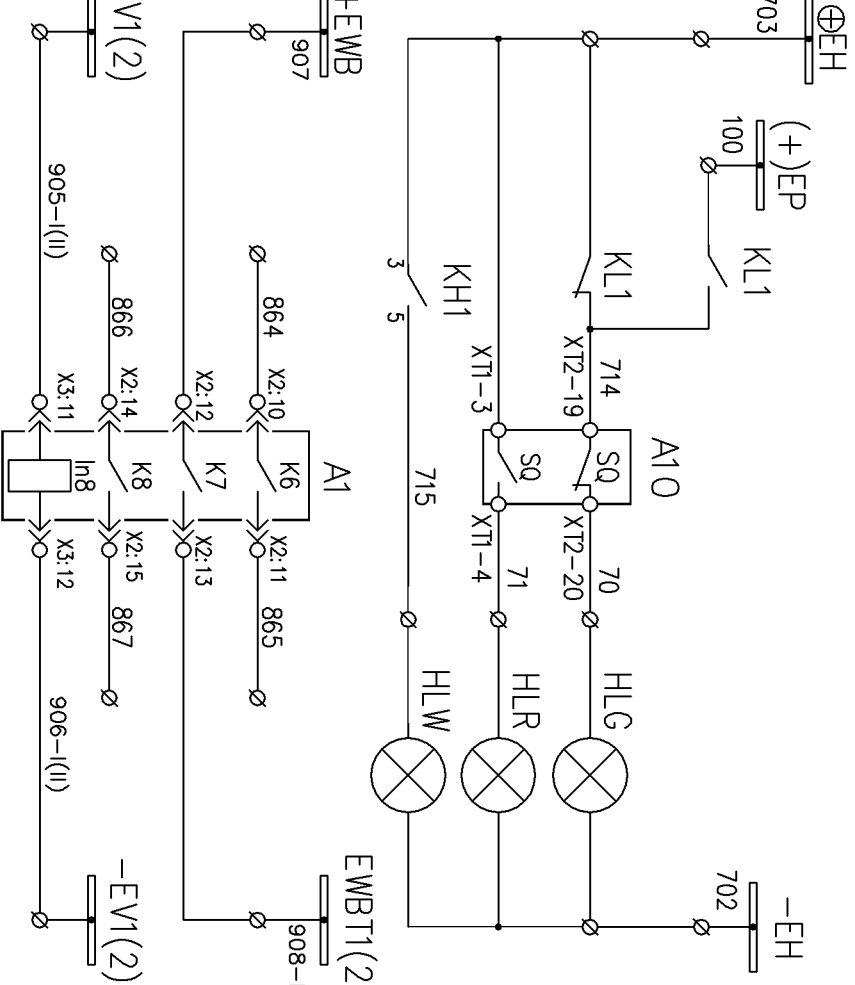 ⊕EH
703
(+)EP
100
KL1
-EH
702
KL1
714
XT2-19
A10
SQ
XT2-20
70
HLG
XT1-3
SQ
XT1-4
71
HLR
KH1
3
5
715
HLW
+EWB
907
A1
EWBT1(2
908-
864
X2:10
K6
X2:11
865
X2:12
K7
X2:13
866
X2:14
K8
X2:15
867
V1(2)
905-I(II)
X3:11
In8
X3:12
906-I(II)
-EV1(2)